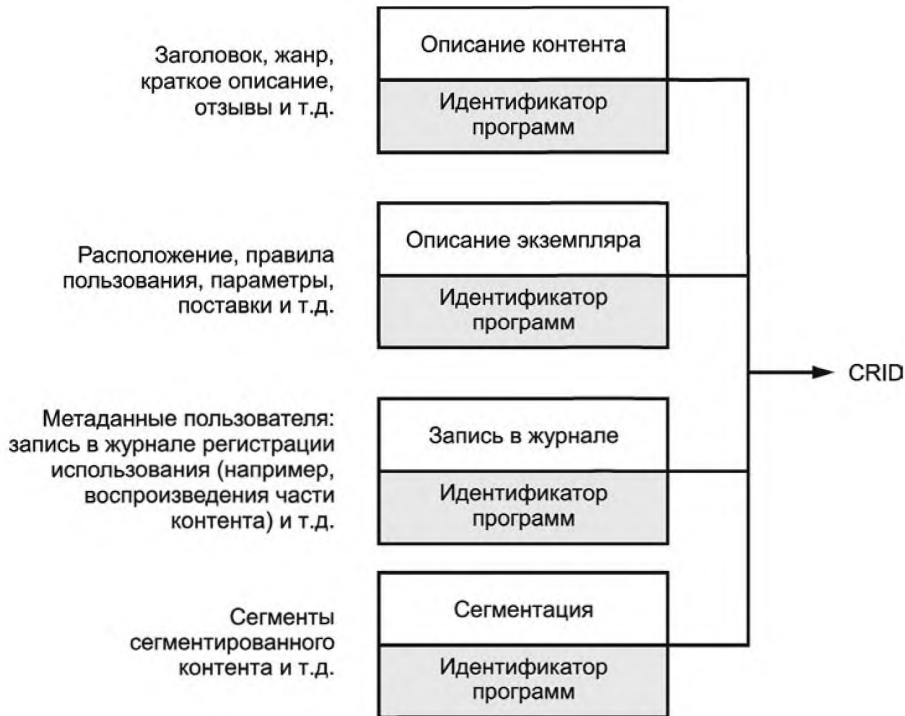 Заголовок, жанр,
краткое описание,
отзывы и т.д.
Описание контента
Идентификатор
программ
Расположение, правила
пользования, параметры,
поставки и т.д.
Описание экземпляра
Идентификатор
программ
CRID
Метаданные пользователя:
запись в журнале регистрации
использования (например,
воспроизведения части
контента) и т.д.
Запись в журнале
Идентификатор
программ
Сегменты
сегментированного
контента и т.д.
Сегментация
Идентификатор
программ